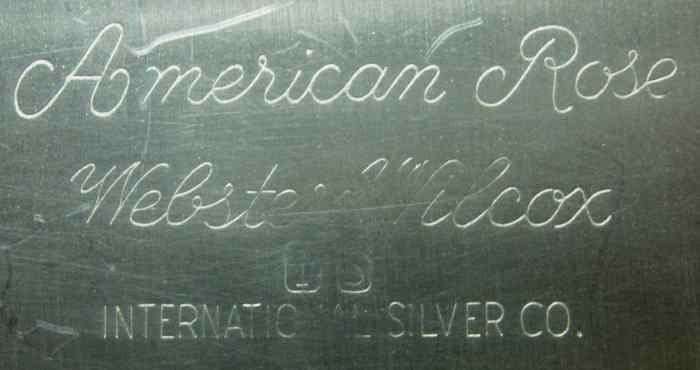 American Rose
Webster Wilcox
I S
INTERNATIONAL SILVER CO.